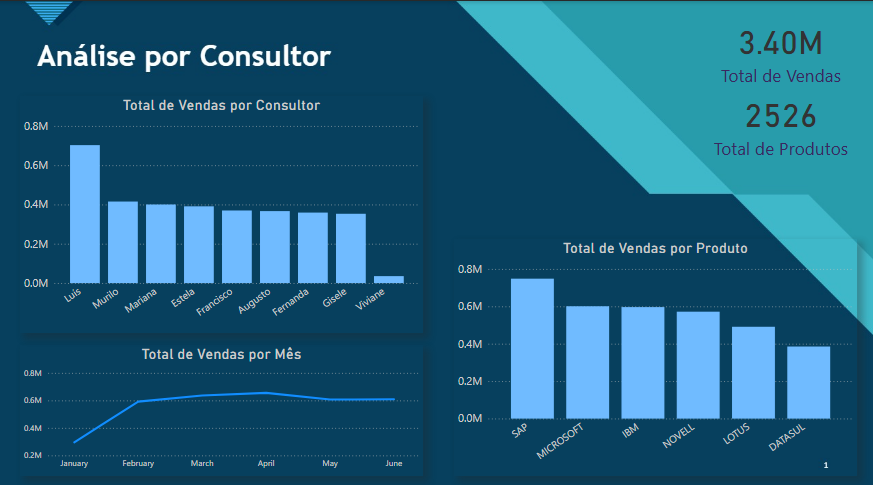 Análise por Consultor
3.40M
Total de Vendas
2526
Total de Produtos
Total de Vendas por Consultor
0.8M
0.6M
0.4M
0.2M
0.0M
Luis
Murilo
Mariana
Estela
Francisco
Augusto
Fernanda
Gisele
Viviane
Total de Vendas por Mês
0.8M
0.6M
0.4M
0.2M
January
February
March
April
May
June
Total de Vendas por Produto
0.8M
0.6M
0.4M
0.2M
0.0M
SAP
MICROSOFT
IBM
NOVELL
LOTUS
DATASUL
1